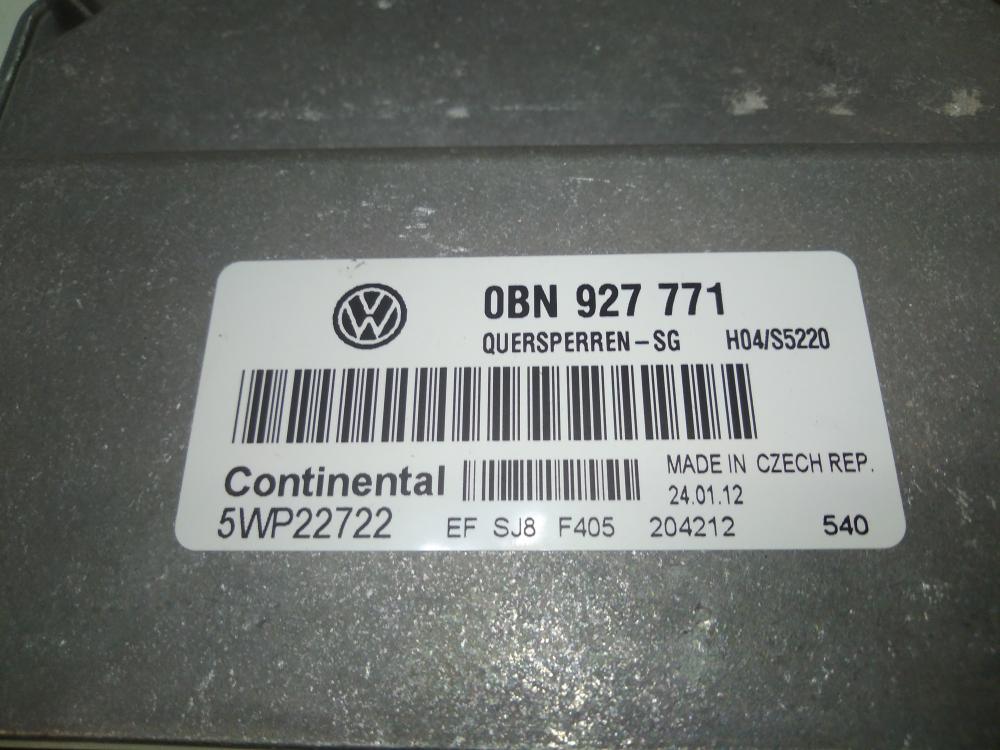 0BN 927 771
QUERSPERREN-SG H04/S5220
Continental
MADE IN CZECH REP.
24.01.12
5WP22722 EF SJ8 F405 204212 540